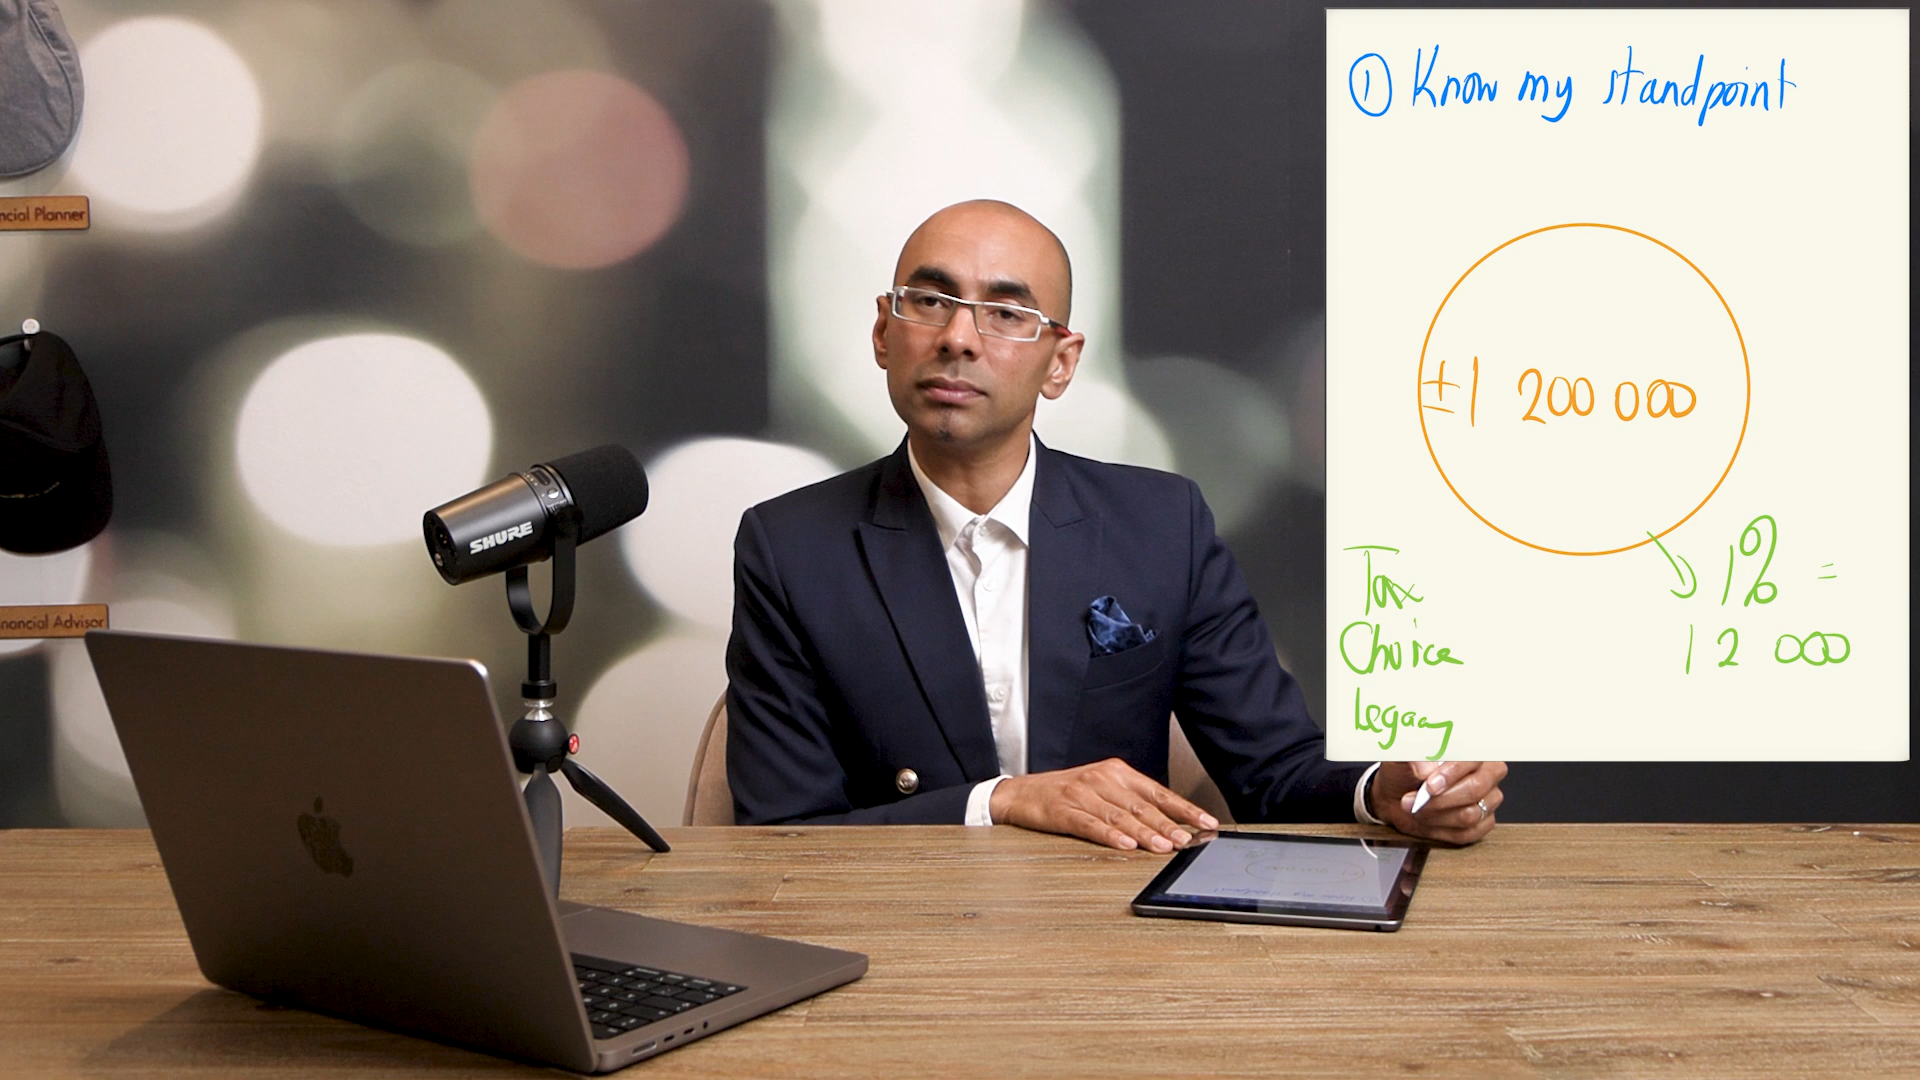 ① Know my standpoint
±1 200 000
1% =
12 000
Tax
Choice
Legacy
ncial Planner
nancial Advisor
SHURE